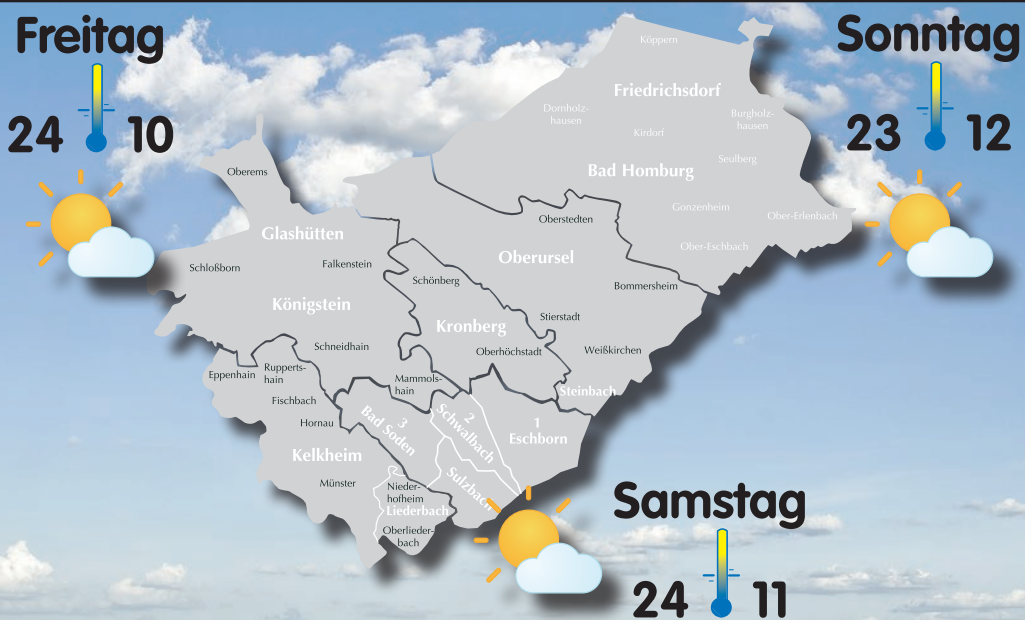 Freitag
24 10
Sonntag
23 12
Köppern
Friedrichsdorf
Dornholz-
hausen
Burgholz-
hausen
Kirdorf
Seulberg
Bad Homburg
Oberems
Gonzenheim
Ober-Erlenbach
Oberstedten
Glashütten
Ober-Eschbach
Oberursel
Schloßborn
Falkenstein
Schönberg
Bommersheim
Königstein
Stierstadt
Kronberg
Schneidhain
Oberhöchstadt
Weißkirchen
Eppenhain
Rupperts-
hain
Mammols-
hain
Steinbach
Fischbach
Hornau
3
Bad Soden
2
Schwalbach
1
Eschborn
Kelkheim
Münster
Sulzbach
Nieder-
hofheim
Liederbach
Oberlieder-
bach
Samstag
24 11